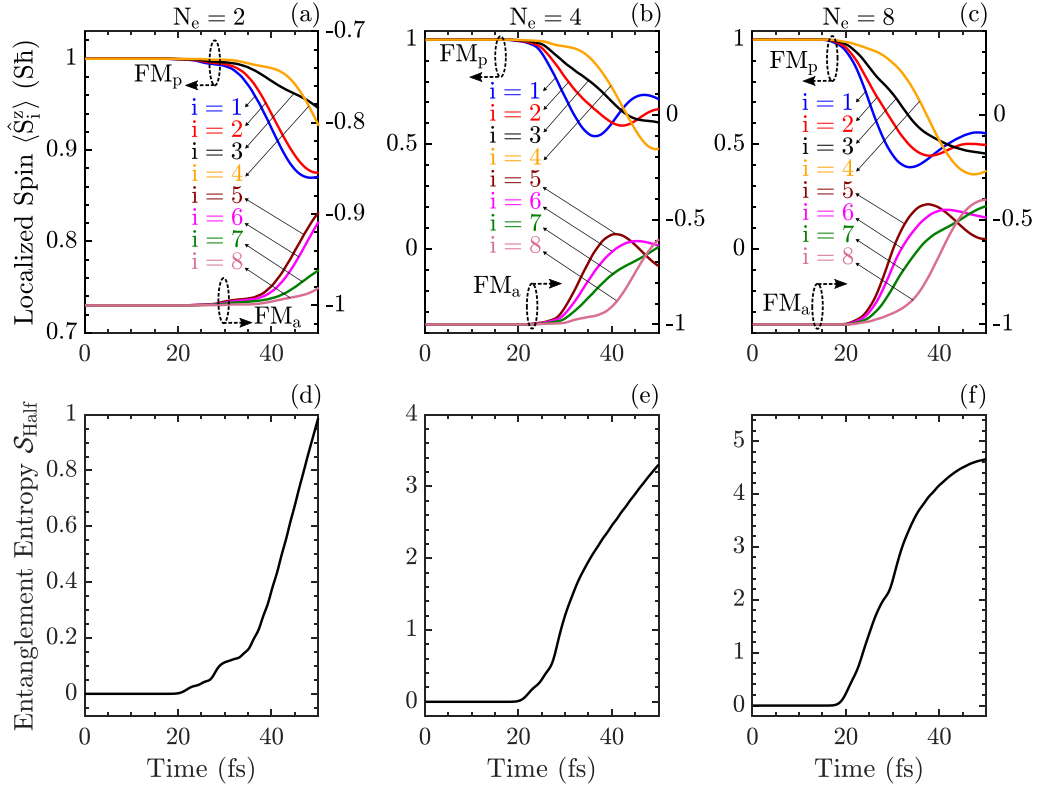 N_e = 2 (a)
N_e = 4 (b)
N_e = 8 (c)
Localized Spin ⟨Ŝ_i^z⟩ (Sħ)
1
0.9
0.8
0.7
-0.7
-0.8
-0.9
-1
0 20 40
FM_p
i = 1
i = 2
i = 3
i = 4
i = 5
i = 6
i = 7
i = 8
FM_a
1
0.5
0
0
-0.5
-1
0 20 40
FM_p
i = 1
i = 2
i = 3
i = 4
i = 5
i = 6
i = 7
i = 8
FM_a
1
0.5
0
0
-0.5
-1
0 20 40
FM_p
i = 1
i = 2
i = 3
i = 4
i = 5
i = 6
i = 7
i = 8
FM_a
(d)
(e)
(f)
Entanglement Entropy 𝒮_Half
1
0.8
0.6
0.4
0.2
0
0 20 40
Time (fs)
4
3
2
1
0
0 20 40
Time (fs)
5
4
3
2
1
0
0 20 40
Time (fs)